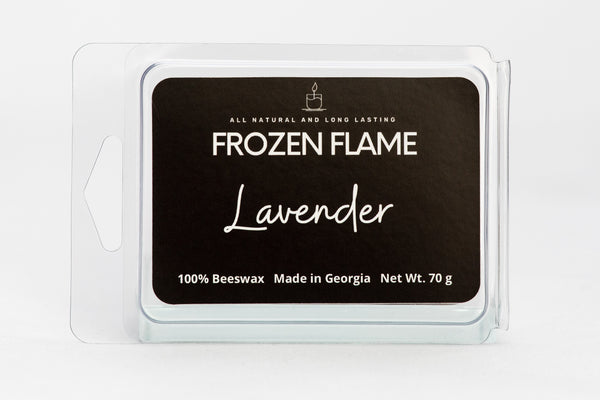 ALL NATURAL AND LONG LASTING
FROZEN FLAME
Lavender
100% Beeswax Made in Georgia Net Wt. 70 g